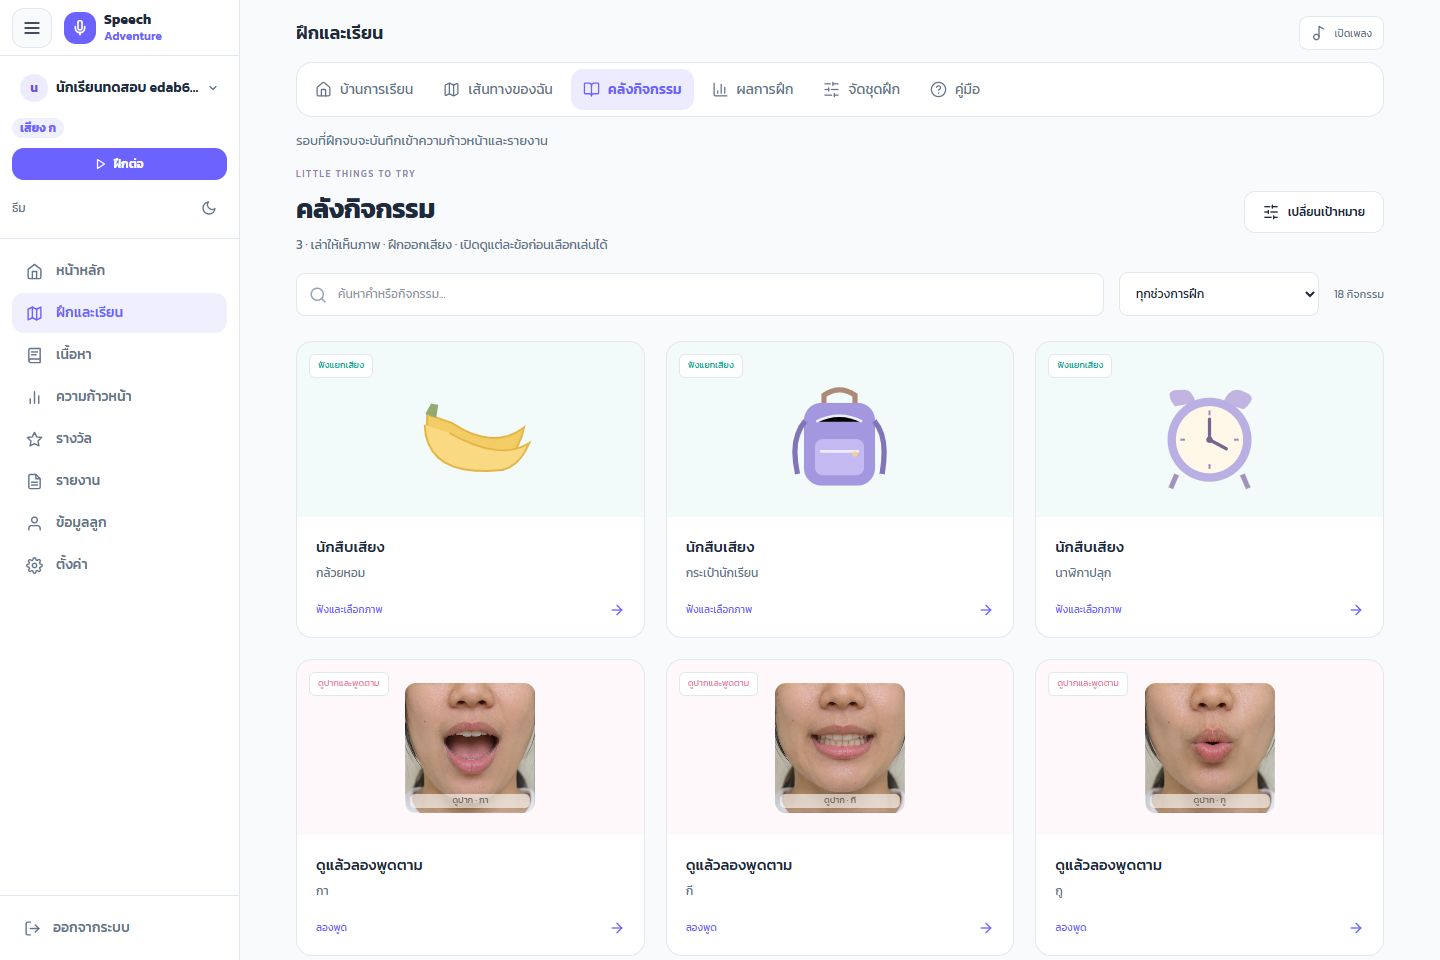 Speech
Adventure
น
นักเรียนทดสอบ edab6...
เสียง ก
ฝึกต่อ
ธีม
หน้าหลัก
ฝึกและเรียน
เนื้อหา
ความก้าวหน้า
รางวัล
รายงาน
ข้อมูลลูก
ตั้งค่า
ออกจากระบบ
ฝึกและเรียน
เปิดเพลง
บ้านการเรียน
เส้นทางของฉัน
คลังกิจกรรม
ผลการฝึก
จัดชุดฝึก
คู่มือ
รอบที่ฝึกจบจะบันทึกเข้าความก้าวหน้าและรายงาน
LITTLE THINGS TO TRY
คลังกิจกรรม
3 · เล่าให้เห็นภาพ · ฝึกออกเสียง · เปิดดูแต่ละข้อก่อนเลือกเล่นได้
เปลี่ยนเป้าหมาย
ค้นหาคำหรือกิจกรรม...
ทุกช่วงการฝึก
18 กิจกรรม
ฟังแยกเสียง
นักสืบเสียง
กล้วยหอม
ฟังและเลือกภาพ
ฟังแยกเสียง
นักสืบเสียง
กระเป๋านักเรียน
ฟังและเลือกภาพ
ฟังแยกเสียง
นักสืบเสียง
นาฬิกาปลุก
ฟังและเลือกภาพ
ดูปากและพูดตาม
ดูปาก · กา
ดูแล้วลองพูดตาม
กา
ลองพูด
ดูปากและพูดตาม
ดูปาก · กี
ดูแล้วลองพูดตาม
กี
ลองพูด
ดูปากและพูดตาม
ดูปาก · กู
ดูแล้วลองพูดตาม
กู
ลองพูด